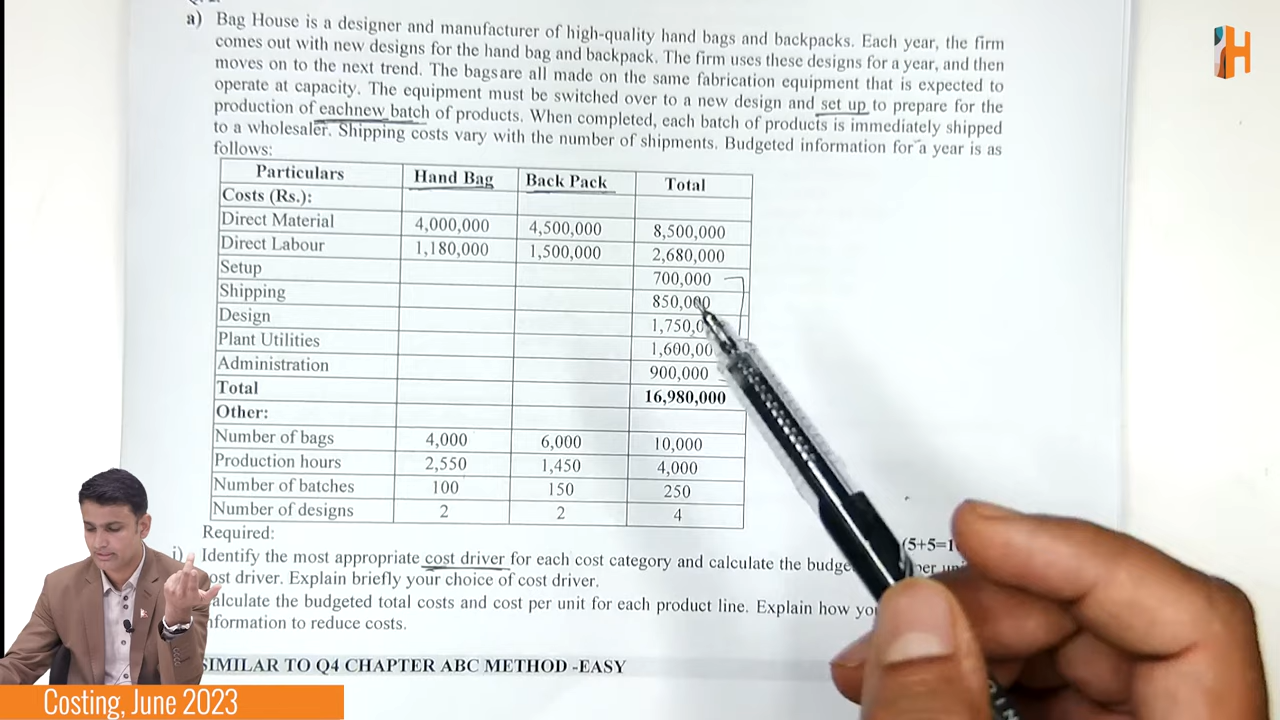 a) Bag House is a designer and manufacturer of high-quality hand bags and backpacks. Each year, the firm
comes out with new designs for the hand bag and backpack. The firm uses these designs for a year, and then
moves on to the next trend. The bagsare all made on the same fabrication equipment that is expected to
operate at capacity. The equipment must be switched over to a new design and set up to prepare for the
production of eachnew batch of products. When completed, each batch of products is immediately shipped
to a wholesaler. Shipping costs vary with the number of shipments. Budgeted information for a year is as
follows:
Particulars Hand Bag Back Pack Total
Costs (Rs.):
Direct Material 4,000,000 4,500,000 8,500,000
Direct Labour 1,180,000 1,500,000 2,680,000
Setup 700,000
Shipping 850,000
Design 1,750,0
Plant Utilities 1,600,00
Administration 900,000
Total 16,980,000
Other:
Number of bags 4,000 6,000 10,000
Production hours 2,550 1,450 4,000
Number of batches 100 150 250
Number of designs 2 2 4
Required:
(5+5=1
i) Identify the most appropriate cost driver for each cost category and calculate the budge per un
ost driver. Explain briefly your choice of cost driver.
alculate the budgeted total costs and cost per unit for each product line. Explain how yo
nformation to reduce costs.
SIMILAR TO Q4 CHAPTER ABC METHOD -EASY
Costing, June 2023
H